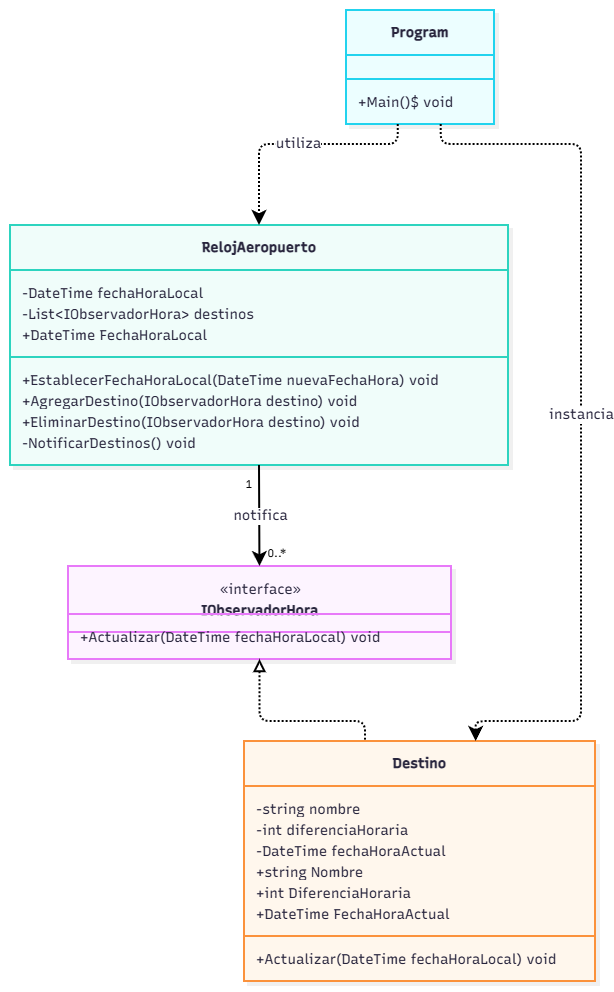 Program
+Main()$ void
utiliza
RelojAeropuerto
-DateTime fechaHoraLocal
-List<IObservadorHora> destinos
+DateTime FechaHoraLocal
+EstablecerFechaHoraLocal(DateTime nuevaFechaHora) void
+AgregarDestino(IObservadorHora destino) void
+EliminarDestino(IObservadorHora destino) void
-NotificarDestinos() void
instancia
1
notifica
0..*
«interface»
IObservadorHora
+Actualizar(DateTime fechaHoraLocal) void
Destino
-string nombre
-int diferenciaHoraria
-DateTime fechaHoraActual
+string Nombre
+int DiferenciaHoraria
+DateTime FechaHoraActual
+Actualizar(DateTime fechaHoraLocal) void